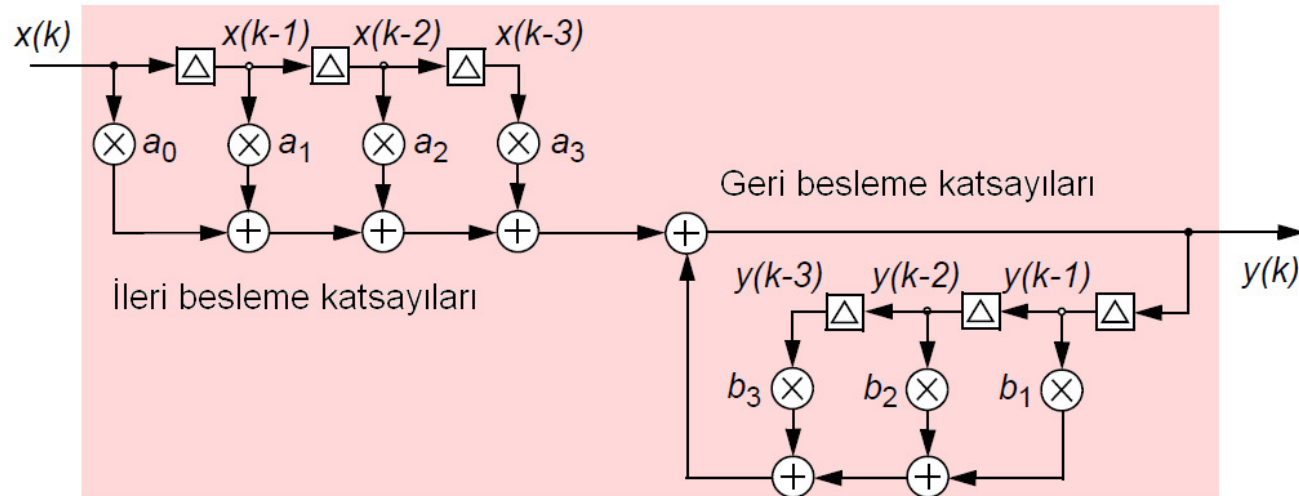 x(k) x(k-1) x(k-2) x(k-3)
a0 a1 a2 a3
Geri besleme katsayıları
İleri besleme katsayıları
y(k-3) y(k-2) y(k-1) y(k)
b3 b2 b1